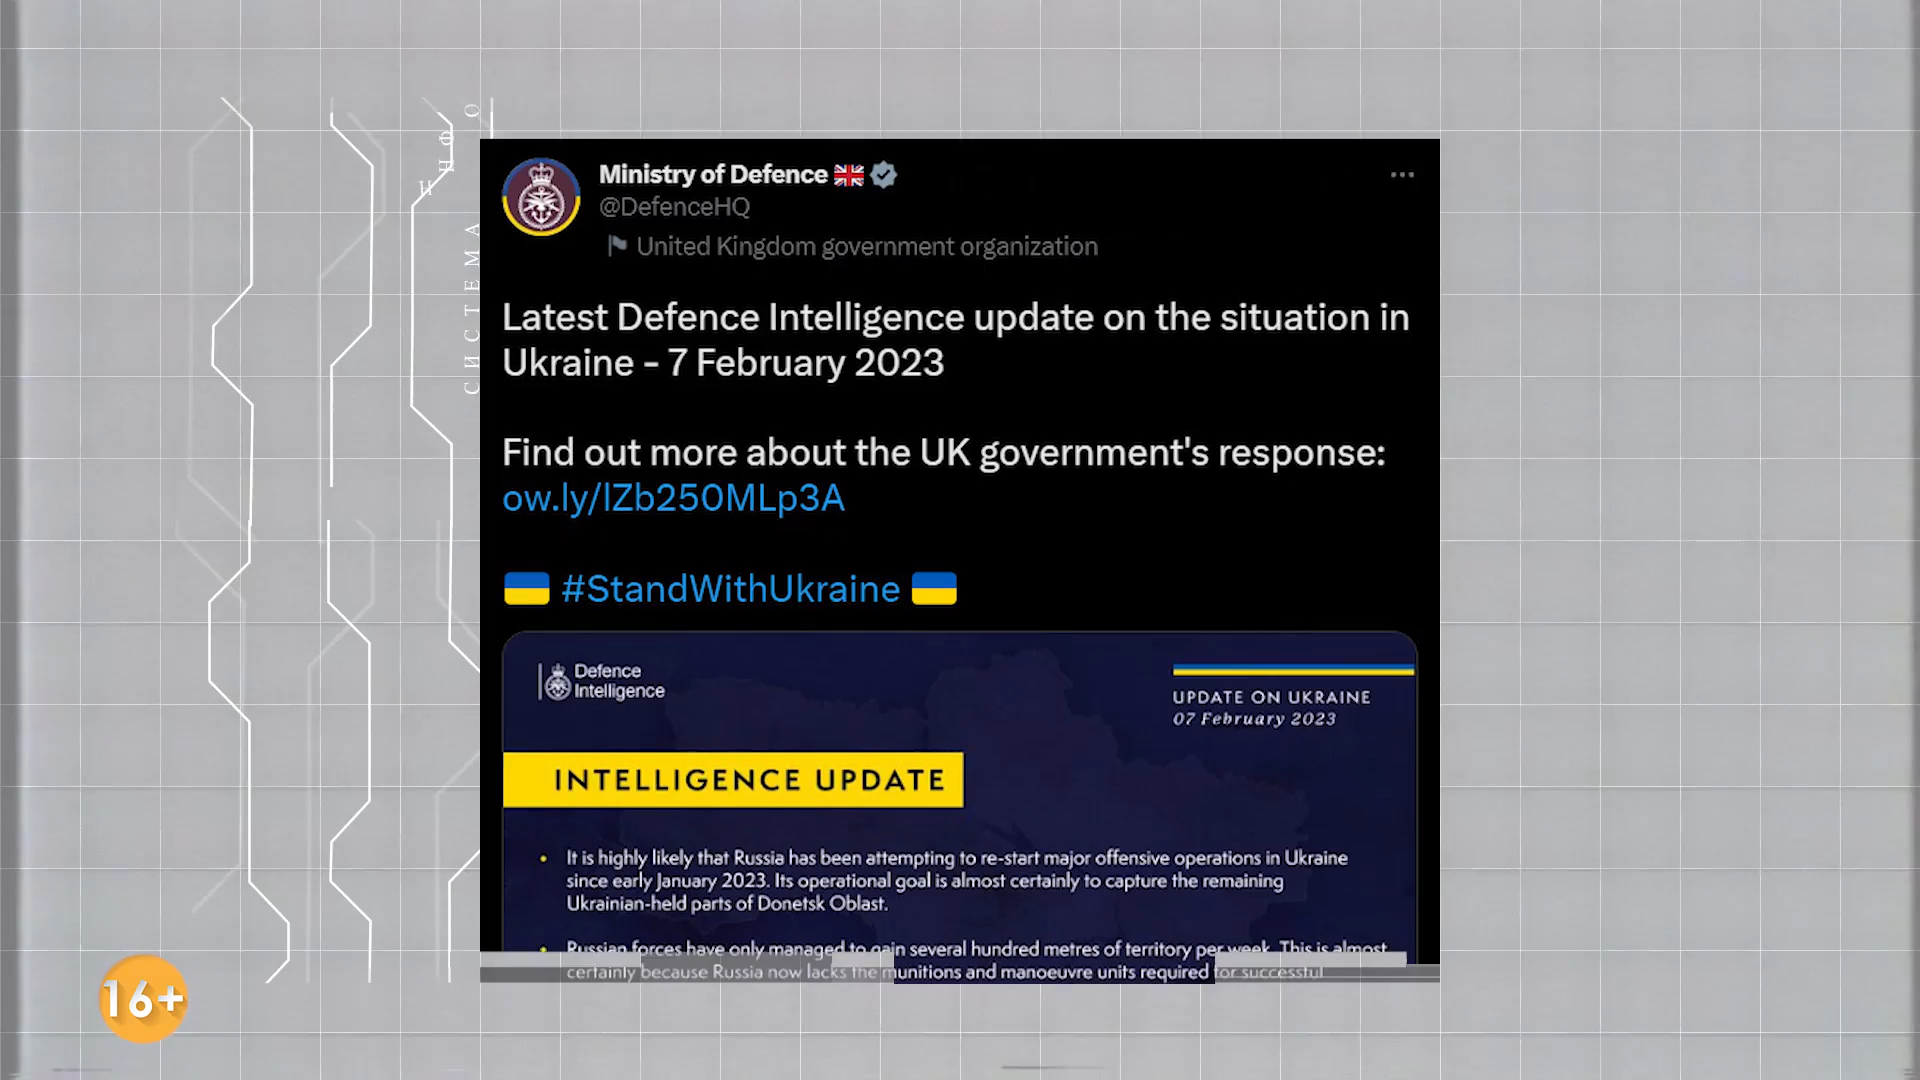 СИСТЕМА
ИНФО
Ministry of Defence
@DefenceHQ
United Kingdom government organization
Latest Defence Intelligence update on the situation in
Ukraine - 7 February 2023
Find out more about the UK government's response:
ow.ly/lZb250MLp3A
#StandWithUkraine
Defence
Intelligence
UPDATE ON UKRAINE
07 February 2023
INTELLIGENCE UPDATE
• It is highly likely that Russia has been attempting to re-start major offensive operations in Ukraine
since early January 2023. Its operational goal is almost certainly to capture the remaining
Ukrainian-held parts of Donetsk Oblast.
• Russian forces have only managed to gain several hundred metres of territory per week. This is almost
certainly because Russia now lacks the munitions and manoeuvre units required for successful
16+